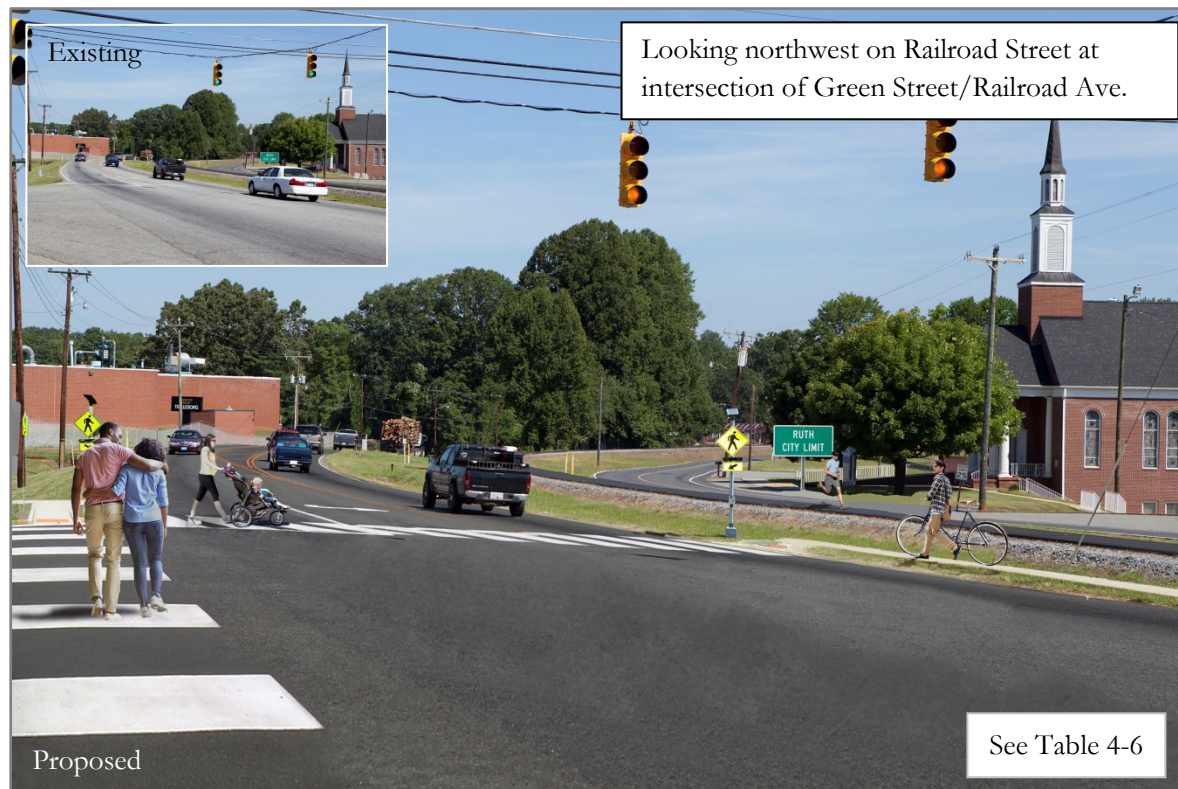 Existing
Looking northwest on Railroad Street at
intersection of Green Street/Railroad Ave.
RUTH
CITY LIMIT
Proposed
See Table 4-6